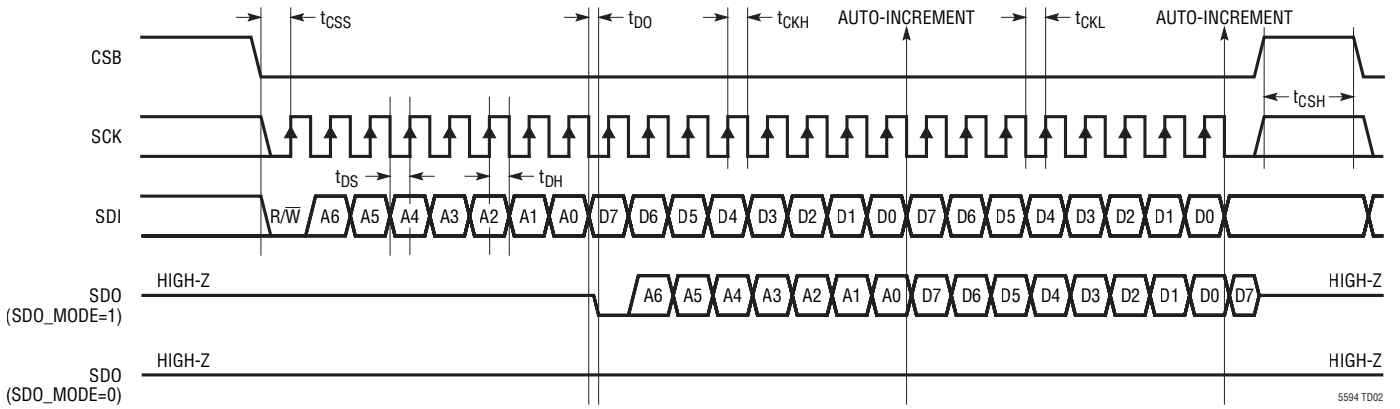 tCSS
tDO
tCKH
AUTO-INCREMENT
tCKL
AUTO-INCREMENT
CSB
tCSH
SCK
tDS
tDH
SDI
R/W̅ A6 A5 A4 A3 A2 A1 A0 D7 D6 D5 D4 D3 D2 D1 D0 D7 D6 D5 D4 D3 D2 D1 D0
HIGH-Z
SDO
(SDO_MODE=1)
A6 A5 A4 A3 A2 A1 A0 D7 D6 D5 D4 D3 D2 D1 D0 D7
HIGH-Z
HIGH-Z
SDO
(SDO_MODE=0)
HIGH-Z
5594 TD02